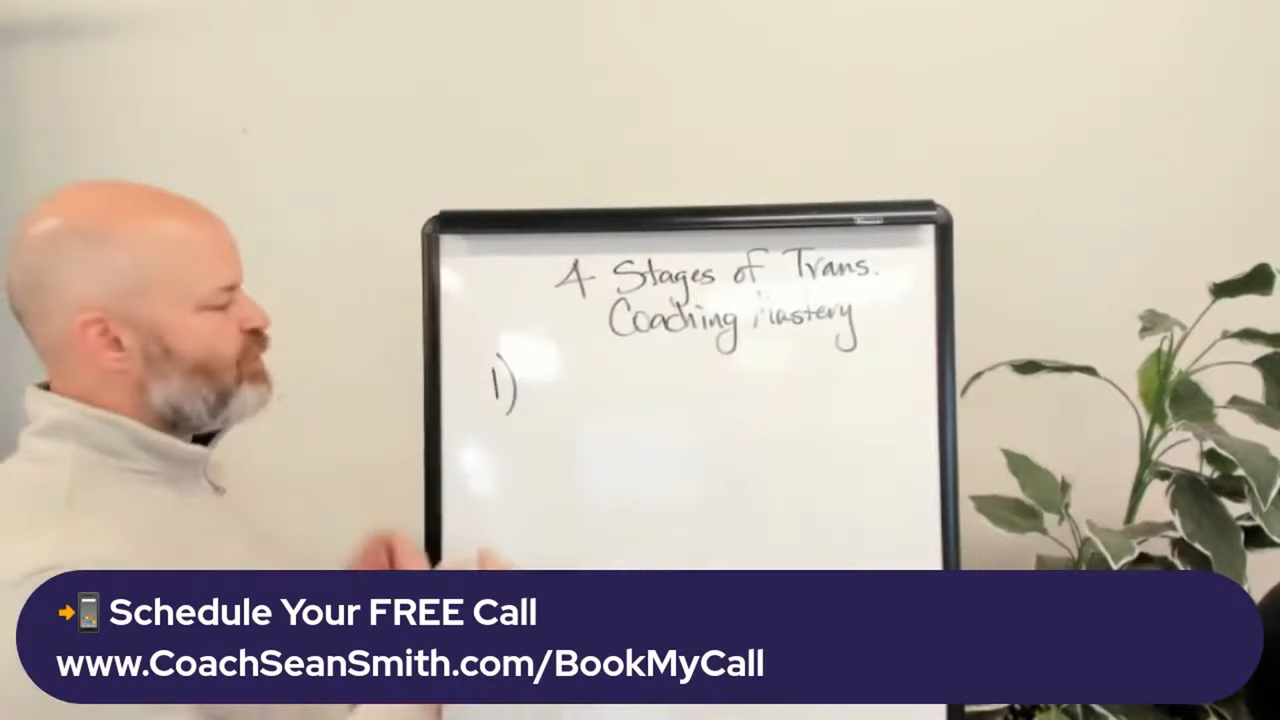 4 Stages of Trans.
Coaching Mastery
1)
Schedule Your FREE Call
www.CoachSeanSmith.com/BookMyCall